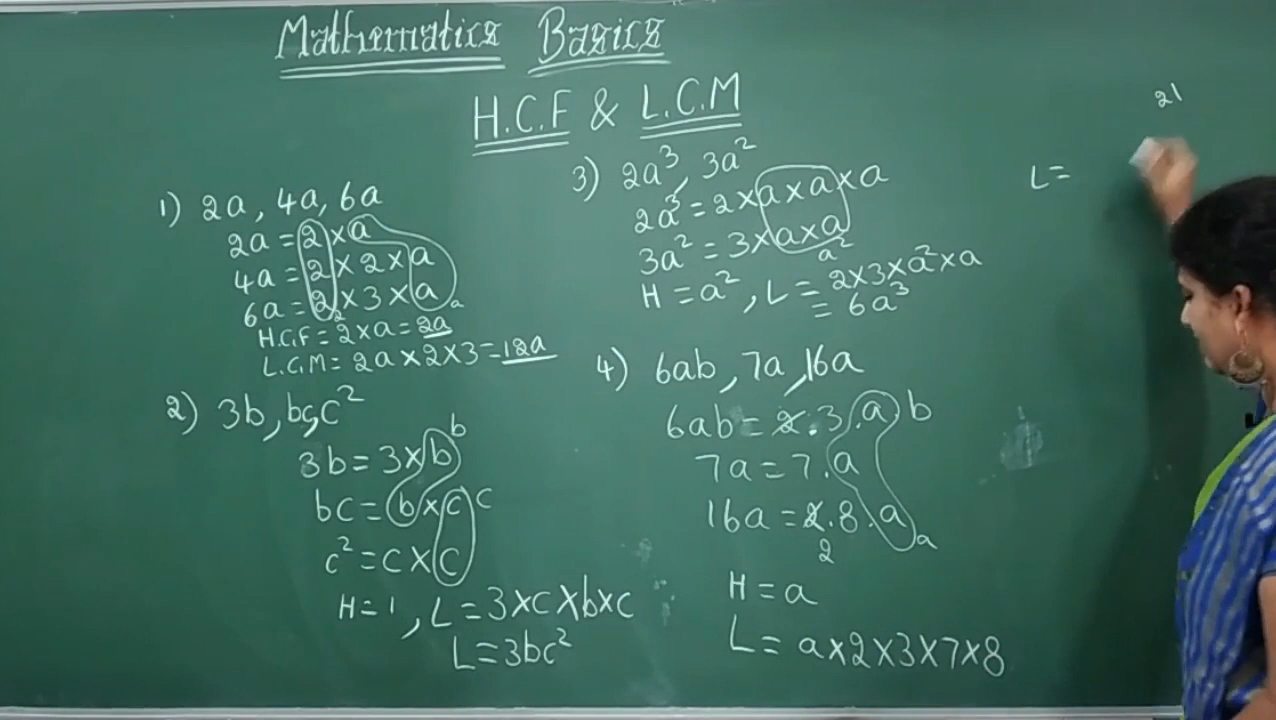 Mathematics Basics
H.C.F & L.C.M
1) 2a, 4a, 6a
2a = 2 × a
4a = 2 × 2 × a
6a = 2 × 3 × a
2 a
H.C.F = 2 × a = 2a
L.C.M = 2a × 2 × 3 = 12a
2) 3b, bc, c²
3b = 3 × b b
bc = b × c c
c² = c × c
H = 1, L = 3 × c × b × c
L = 3bc²
3) 2a³, 3a²
2a³ = 2 × a × a × a
3a² = 3 × a × a
a²
H = a², L = 2 × 3 × a² × a
= 6a³
4) 6ab, 7a, 16a
6ab = 2.3.a b
7a = 7.a
16a = 2.8.a a
2
H = a
L = a × 2 × 3 × 7 × 8
21
L =